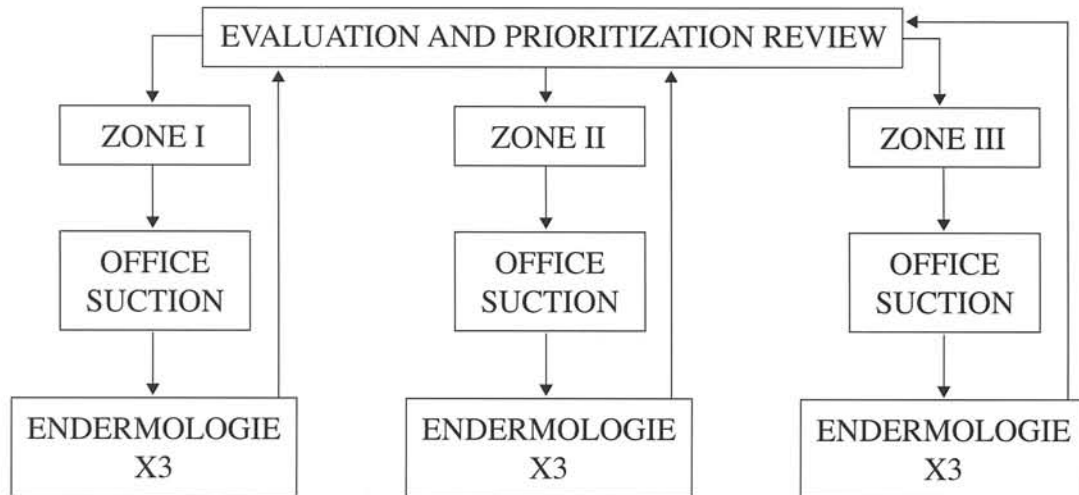 EVALUATION AND PRIORITIZATION REVIEW
ZONE I
ZONE II
ZONE III
OFFICE
SUCTION
OFFICE
SUCTION
OFFICE
SUCTION
ENDERMOLOGIE
X3
ENDERMOLOGIE
X3
ENDERMOLOGIE
X3